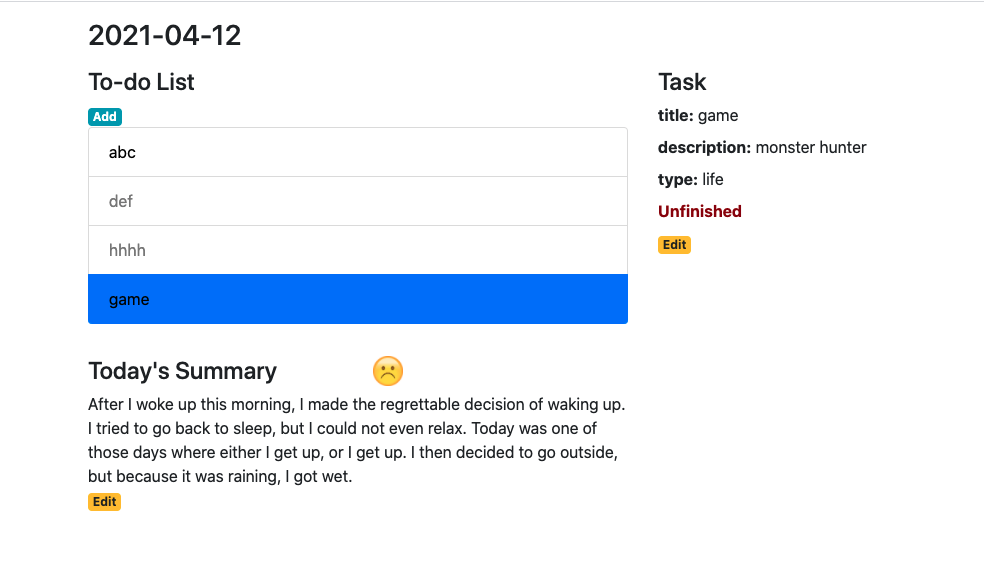 2021-04-12
To-do List
Add
abc
def
hhhh
game
Task
title: game
description: monster hunter
type: life
Unfinished
Edit
Today's Summary
After I woke up this morning, I made the regrettable decision of waking up.
I tried to go back to sleep, but I could not even relax. Today was one of
those days where either I get up, or I get up. I then decided to go outside,
but because it was raining, I got wet.
Edit